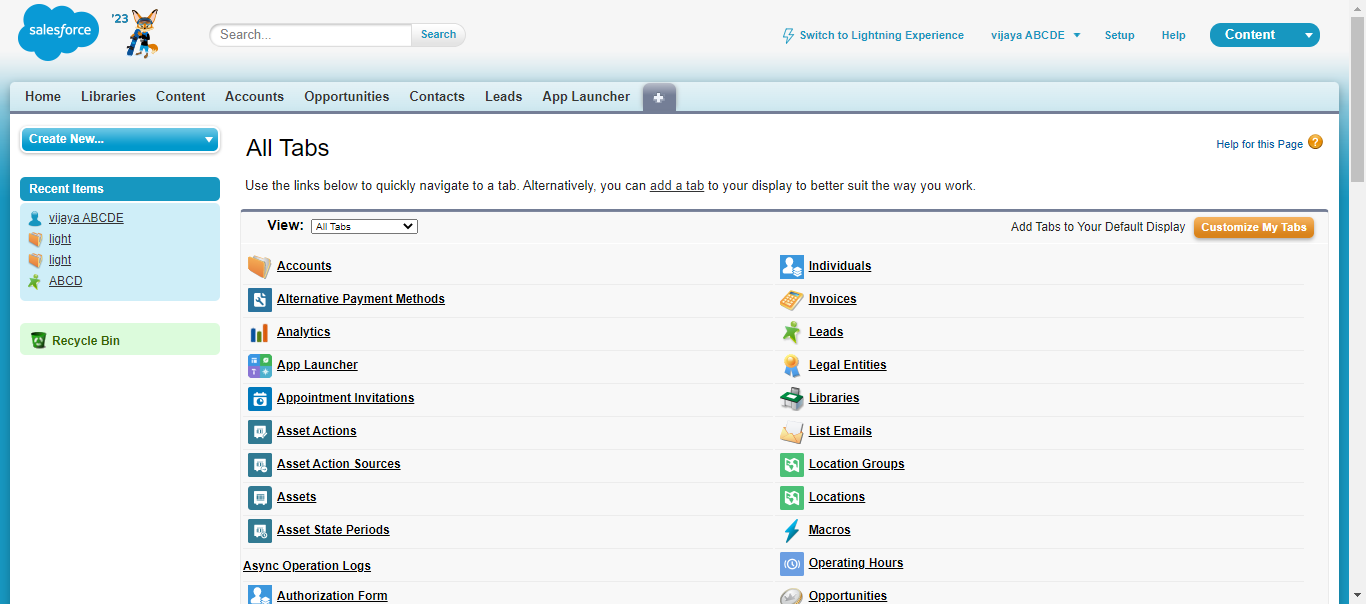 salesforce
'23
Search...
Search
Switch to Lightning Experience
vijaya ABCDE
Setup
Help
Content
Home
Libraries
Content
Accounts
Opportunities
Contacts
Leads
App Launcher
+
Create New...
Recent Items
vijaya ABCDE
light
light
ABCD
Recycle Bin
All Tabs
Help for this Page ?
Use the links below to quickly navigate to a tab. Alternatively, you can add a tab to your display to better suit the way you work.
View: All Tabs
Add Tabs to Your Default Display
Customize My Tabs
Accounts
Alternative Payment Methods
Analytics
App Launcher
Appointment Invitations
Asset Actions
Asset Action Sources
Assets
Asset State Periods
Async Operation Logs
Authorization Form
Individuals
Invoices
Leads
Legal Entities
Libraries
List Emails
Location Groups
Locations
Macros
Operating Hours
Opportunities